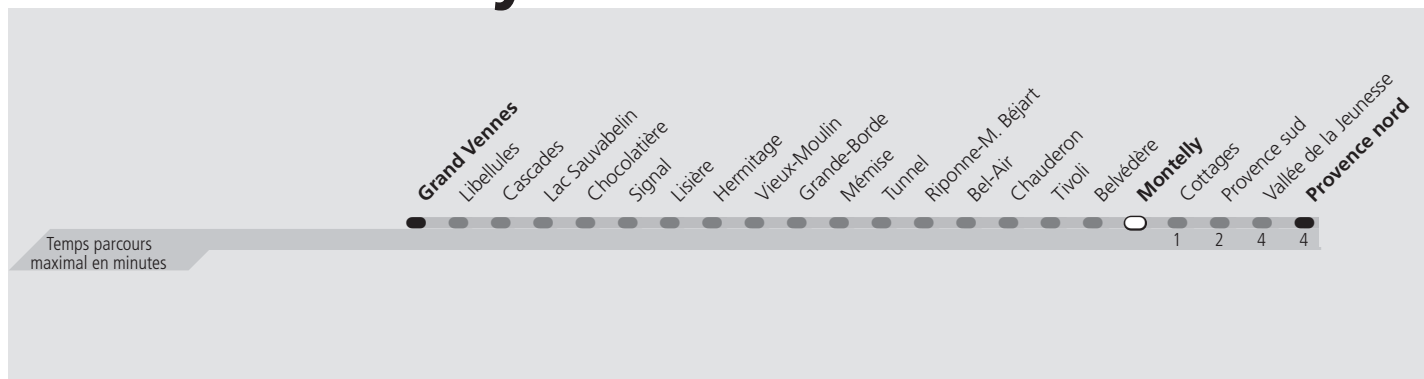 Grand Vennes
Libellules
Cascades
Lac Sauvabelin
Chocolatière
Signal
Lisière
Hermitage
Vieux-Moulin
Grande-Borde
Mémise
Tunnel
Riponne-M. Béjart
Bel-Air
Chauderon
Tivoli
Belvédère
Montelly
Cottages
Provence sud
Vallée de la Jeunesse
Provence nord
Temps parcours
maximal en minutes
1 2 4 4